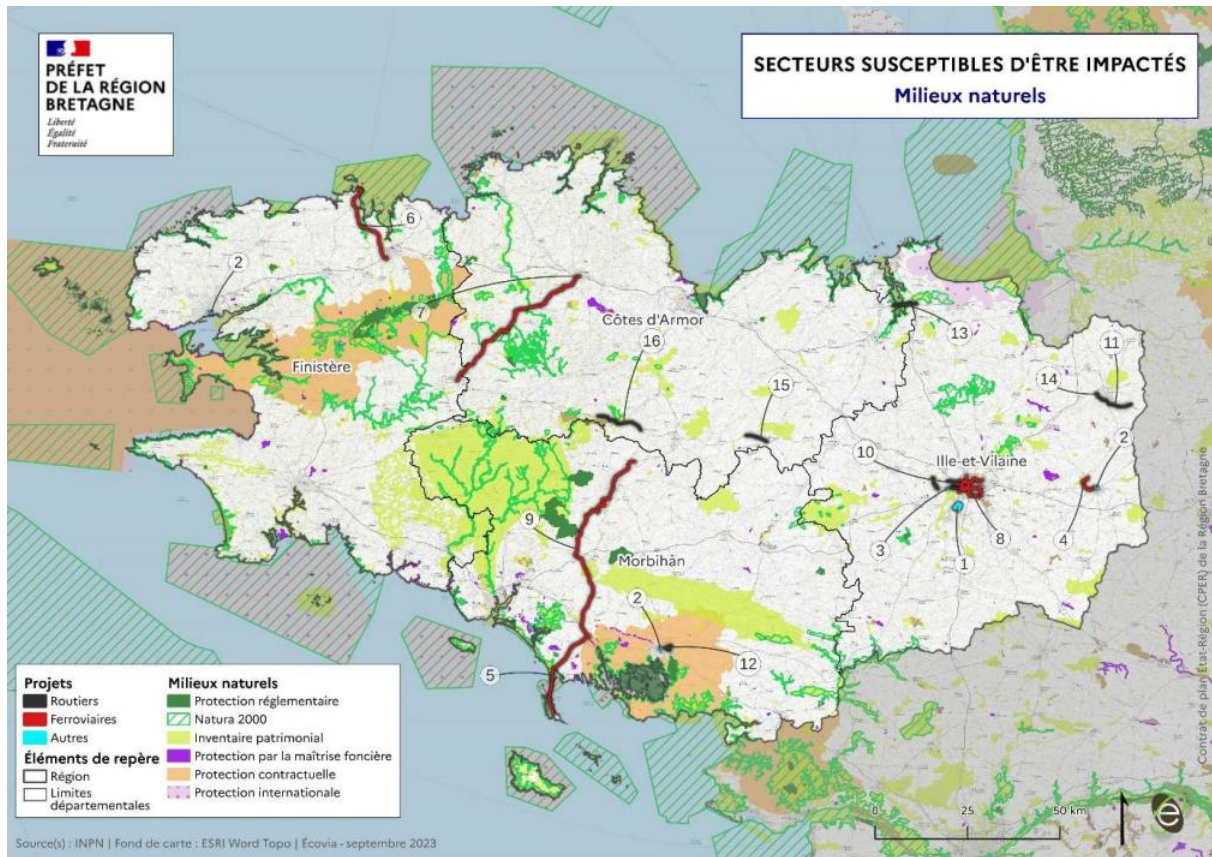 PRÉFET
DE LA RÉGION
BRETAGNE
Liberté
Égalité
Fraternité
SECTEURS SUSCEPTIBLES D'ÊTRE IMPACTÉS
Milieux naturels
6
2
7
Côtes d'Armor
16
13
11
Finistère
15
14
10
Ille-et-Vilaine
2
9
Morbihan
3
1
8
4
2
5
12
Projets
Routiers
Ferroviaires
Autres
Éléments de repère
Région
Limites
départementales
Milieux naturels
Protection réglementaire
Natura 2000
Inventaire patrimonial
Protection par la maîtrise foncière
Protection contractuelle
Protection internationale
0
25
50 km
é
Contrat de plan État-Région (CPER) de la Région Bretagne
Source(s) : INPN | Fond de carte : ESRI Word Topo | Écovia - septembre 2023